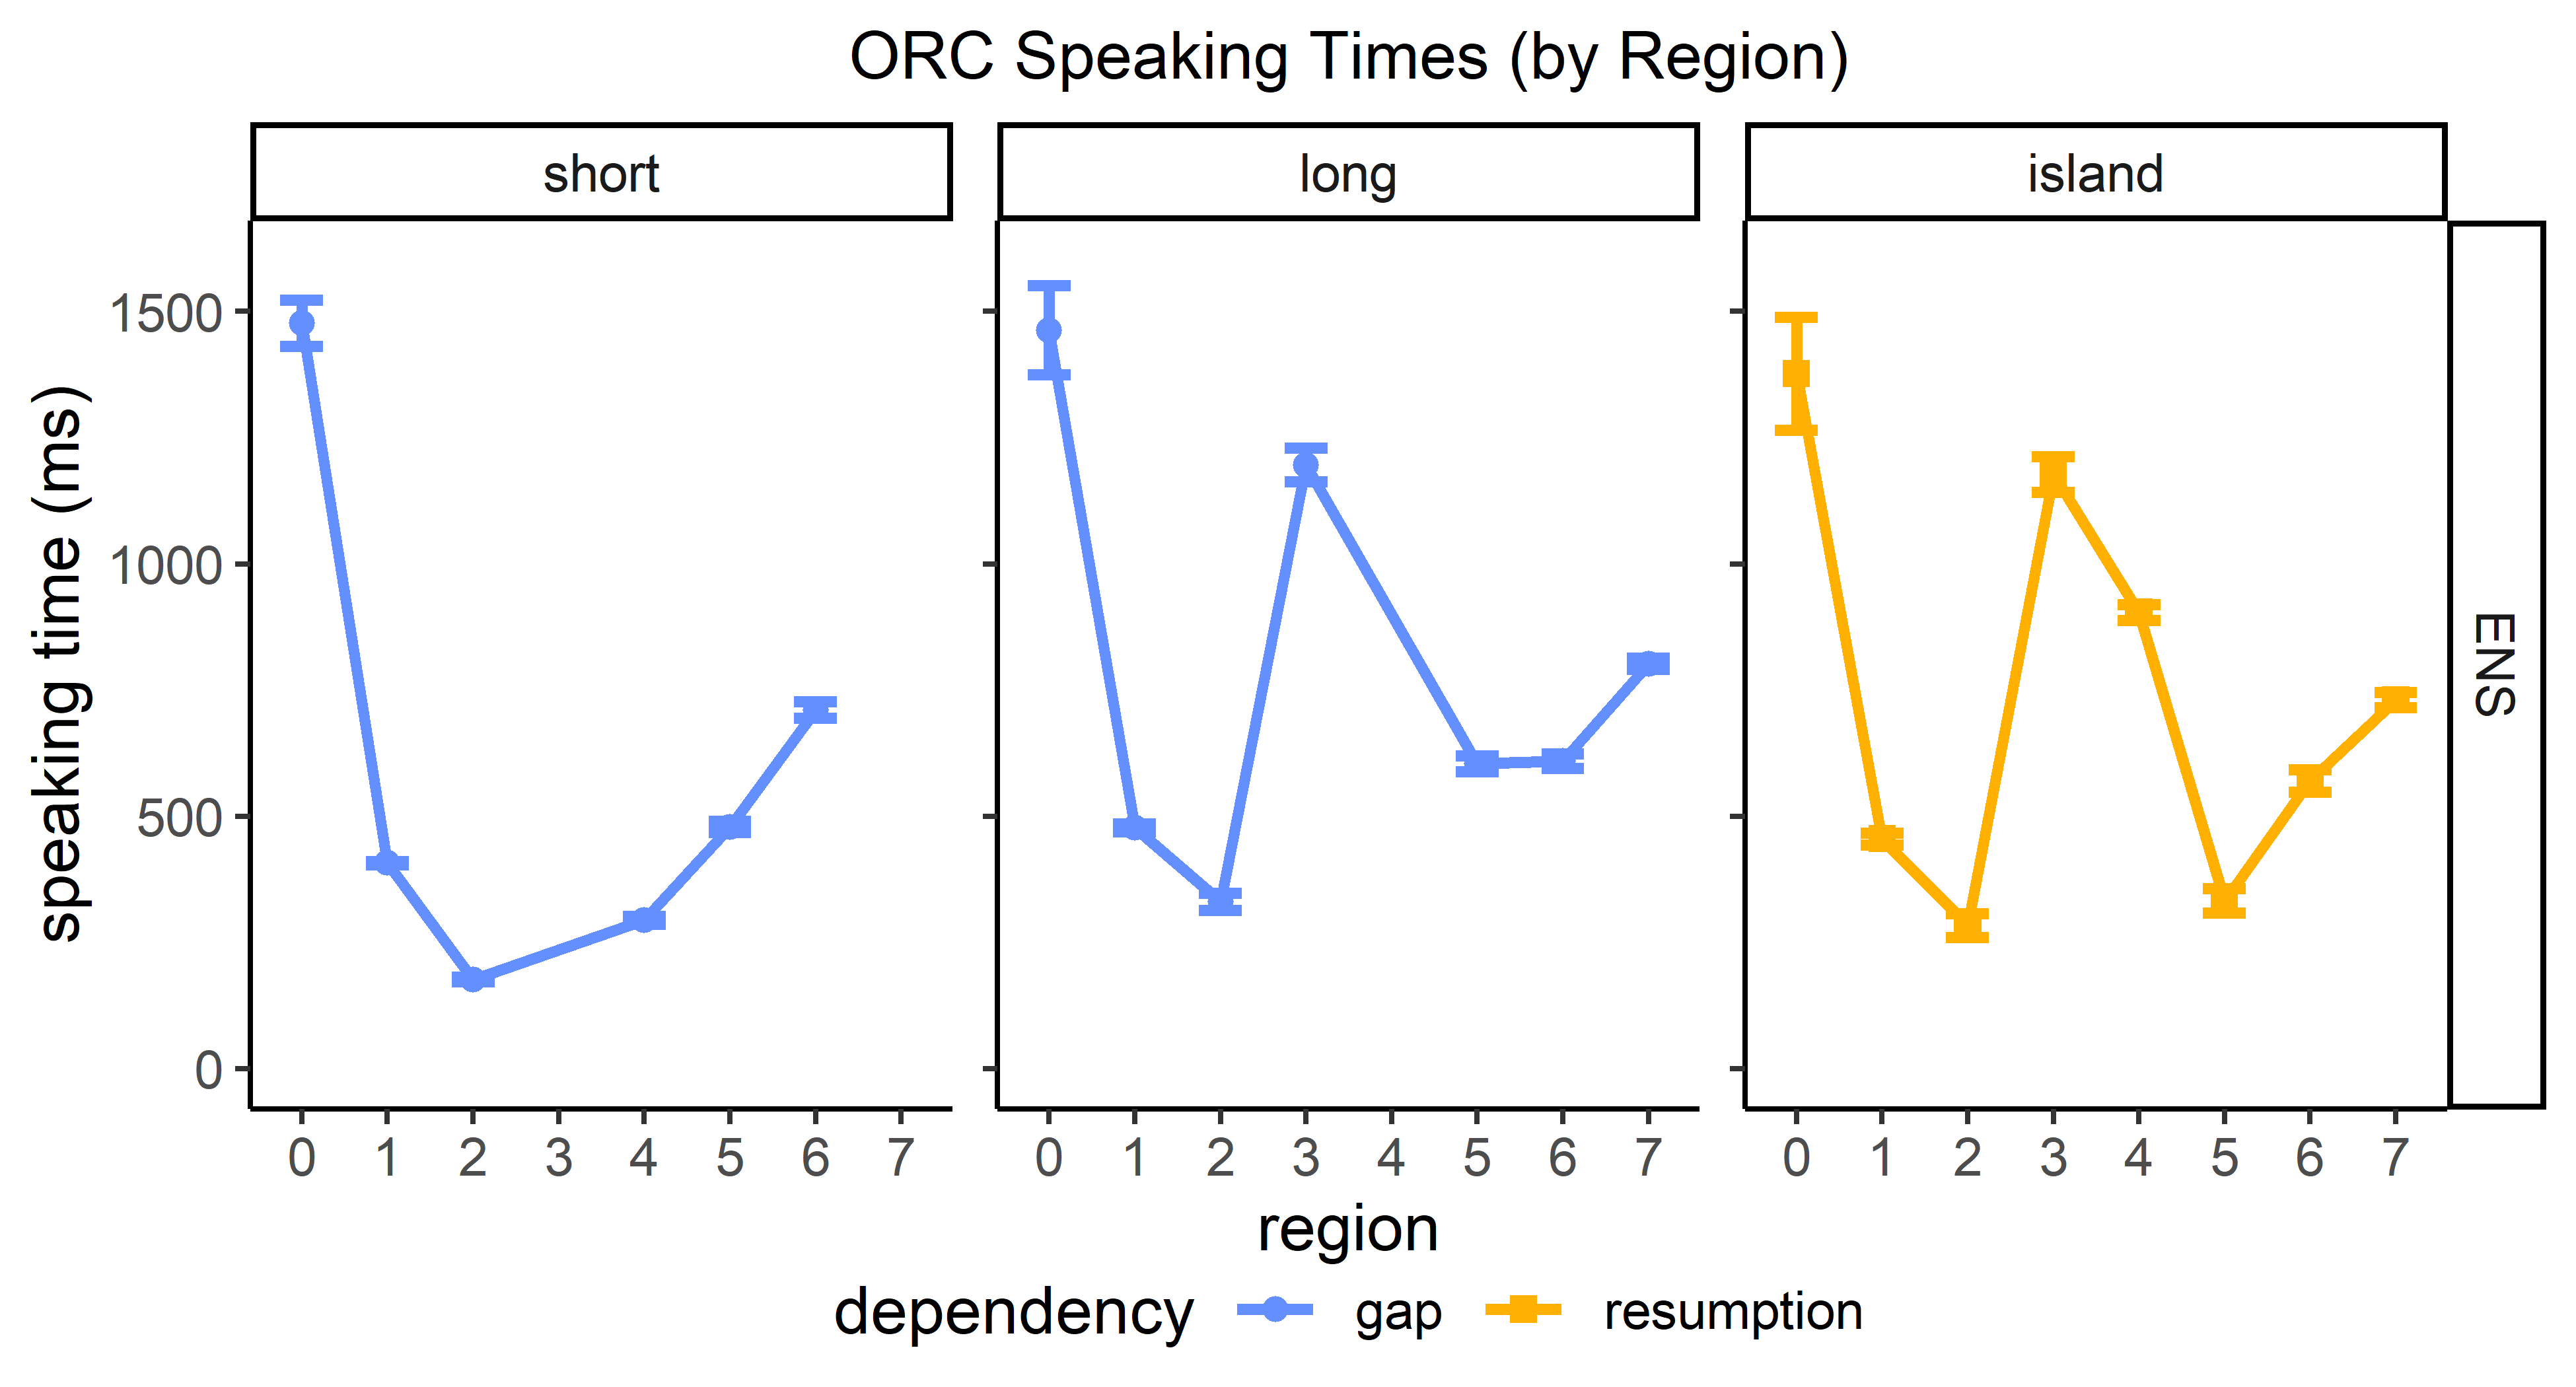 ORC Speaking Times (by Region)
short
long
island
speaking time (ms)
1500
1000
500
0
ENS
0 1 2 3 4 5 6 7
0 1 2 3 4 5 6 7
0 1 2 3 4 5 6 7
region
dependency gap resumption